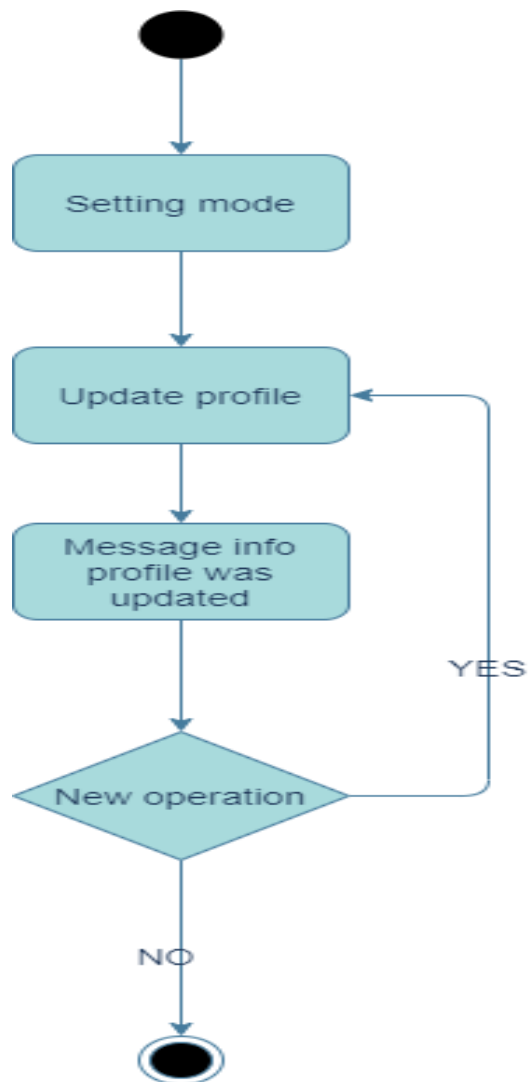 Setting mode
Update profile
Message info
profile was
updated
YES
New operation
NO